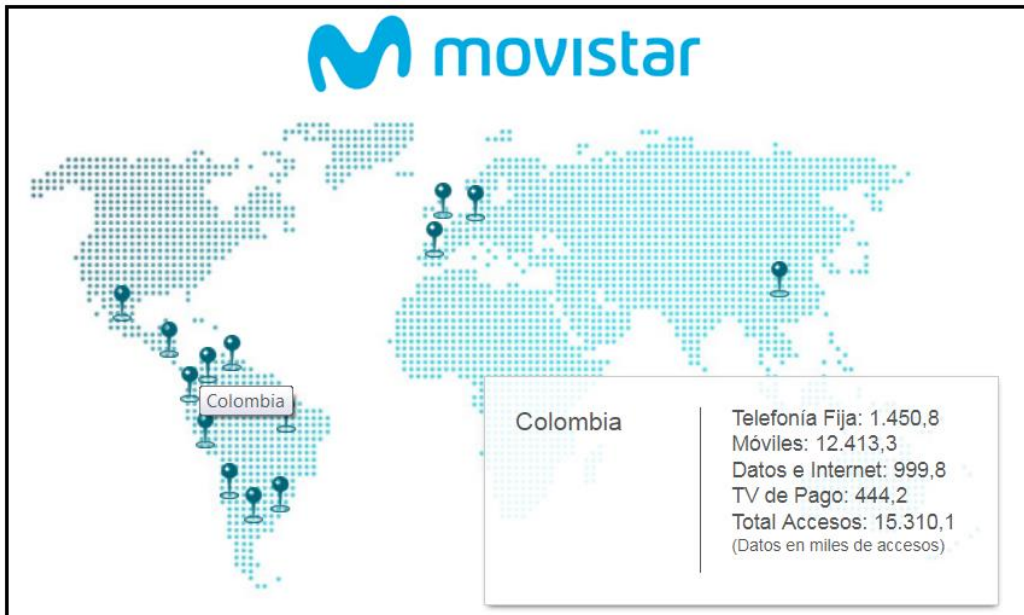 movistar
Colombia
Colombia
Telefonía Fija: 1.450,8
Móviles: 12.413,3
Datos e Internet: 999,8
TV de Pago: 444,2
Total Accesos: 15.310,1
(Datos en miles de accesos)